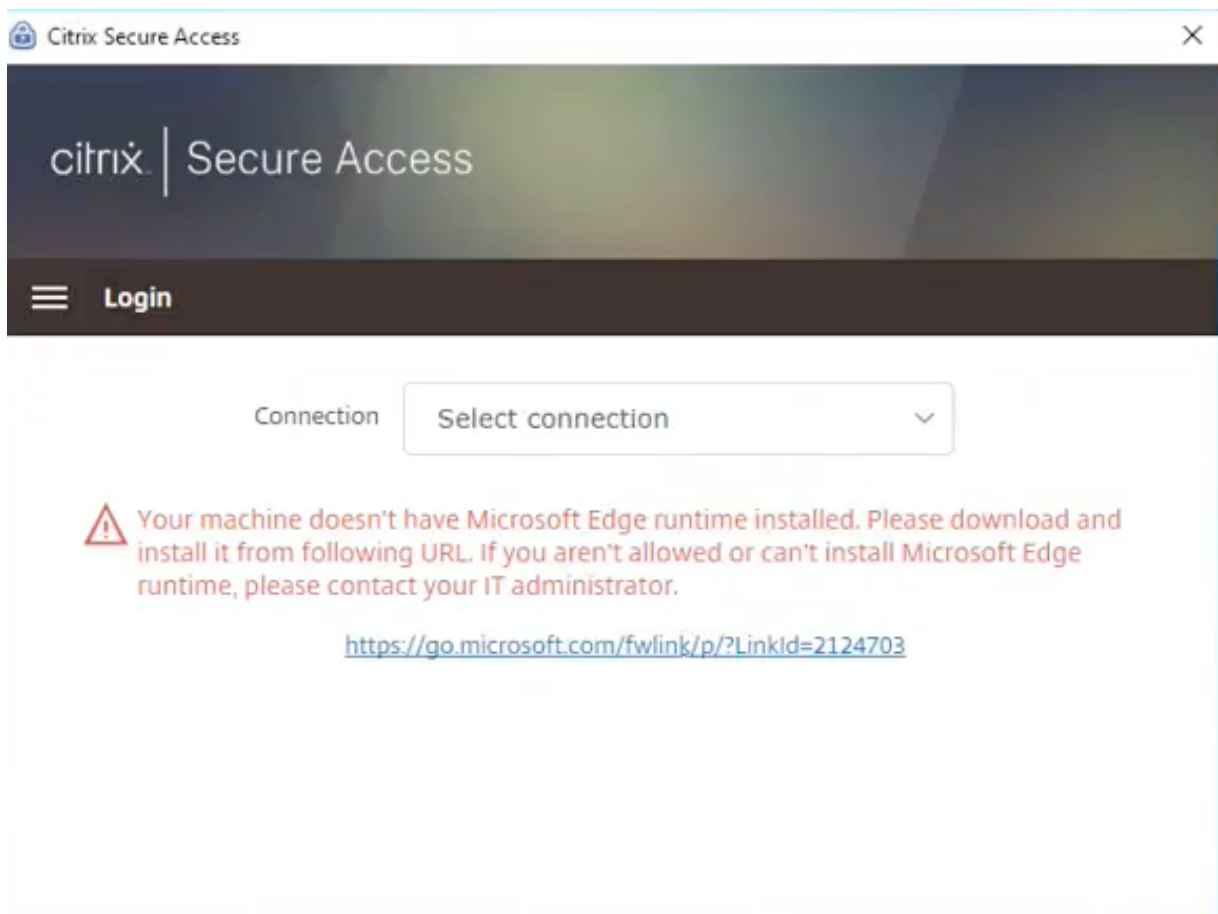 Citrix Secure Access
citrix. | Secure Access
Login
Connection
Select connection
Your machine doesn't have Microsoft Edge runtime installed. Please download and
install it from following URL. If you aren't allowed or can't install Microsoft Edge
runtime, please contact your IT administrator.
https://go.microsoft.com/fwlink/p/?LinkId=2124703